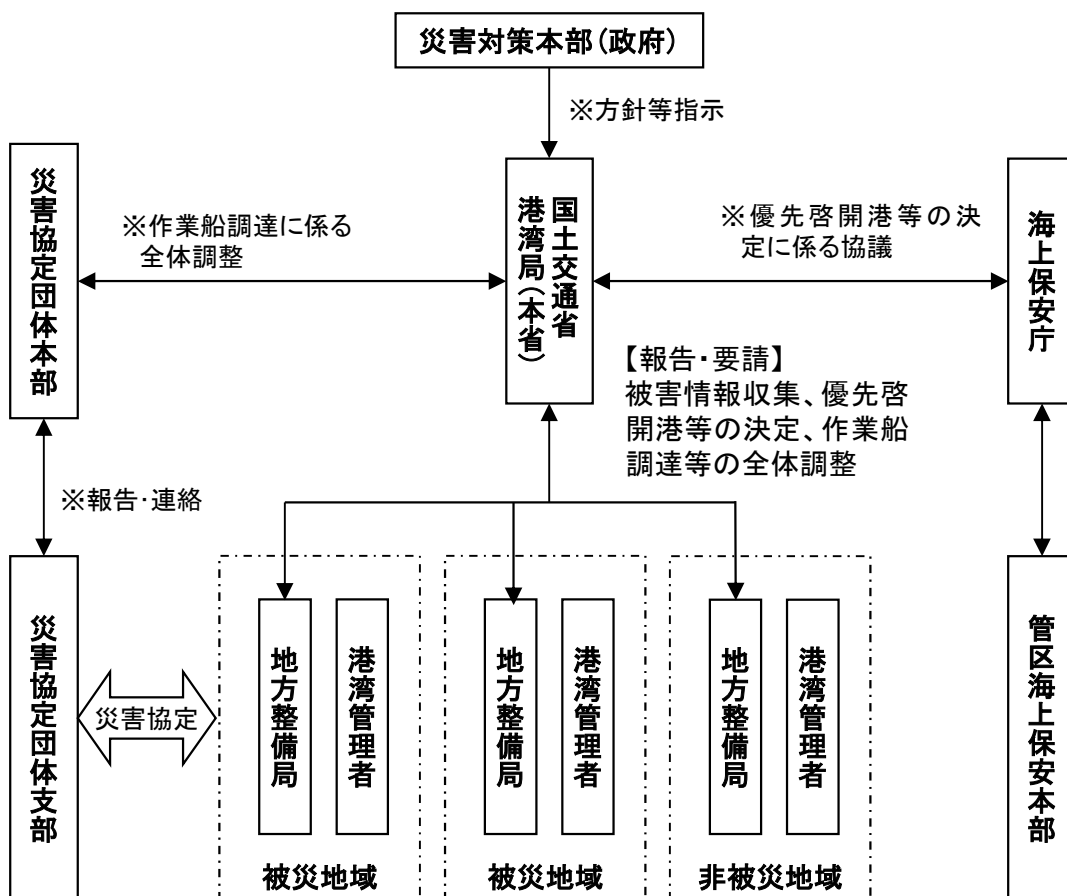 災害対策本部(政府)
※方針等指示
災害協定団体本部
※作業船調達に係る
全体調整
国土交通省
港湾局(本省)
※優先啓開港等の決
定に係る協議
海上保安庁
【報告・要請】
被害情報収集、優先啓
開港等の決定、作業船
調達等の全体調整
※報告・連絡
災害協定団体支部
災害協定
地方整備局
港湾管理者
被災地域
地方整備局
港湾管理者
被災地域
地方整備局
港湾管理者
非被災地域
管区海上保安本部